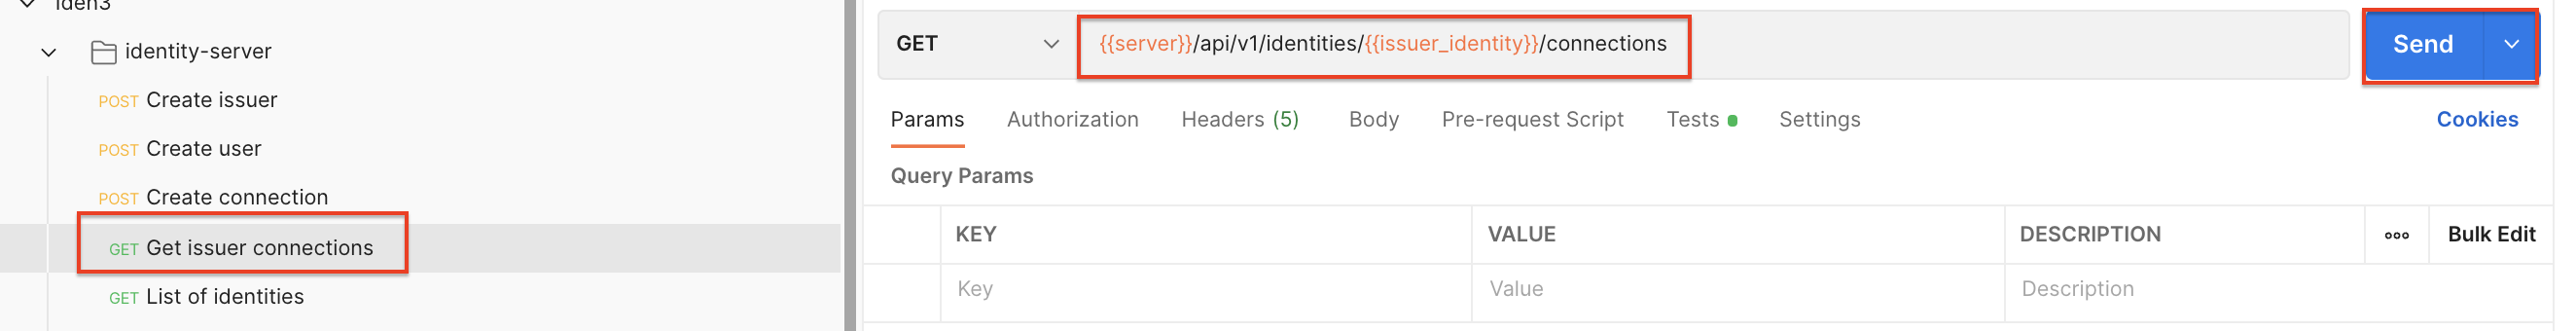 iden3
identity-server
POST Create issuer
POST Create user
POST Create connection
GET Get issuer connections
GET List of identities
GET {{server}}/api/v1/identities/{{issuer_identity}}/connections Send
Params Authorization Headers (5) Body Pre-request Script Tests Settings Cookies
Query Params
KEY VALUE DESCRIPTION ooo Bulk Edit
Key Value Description